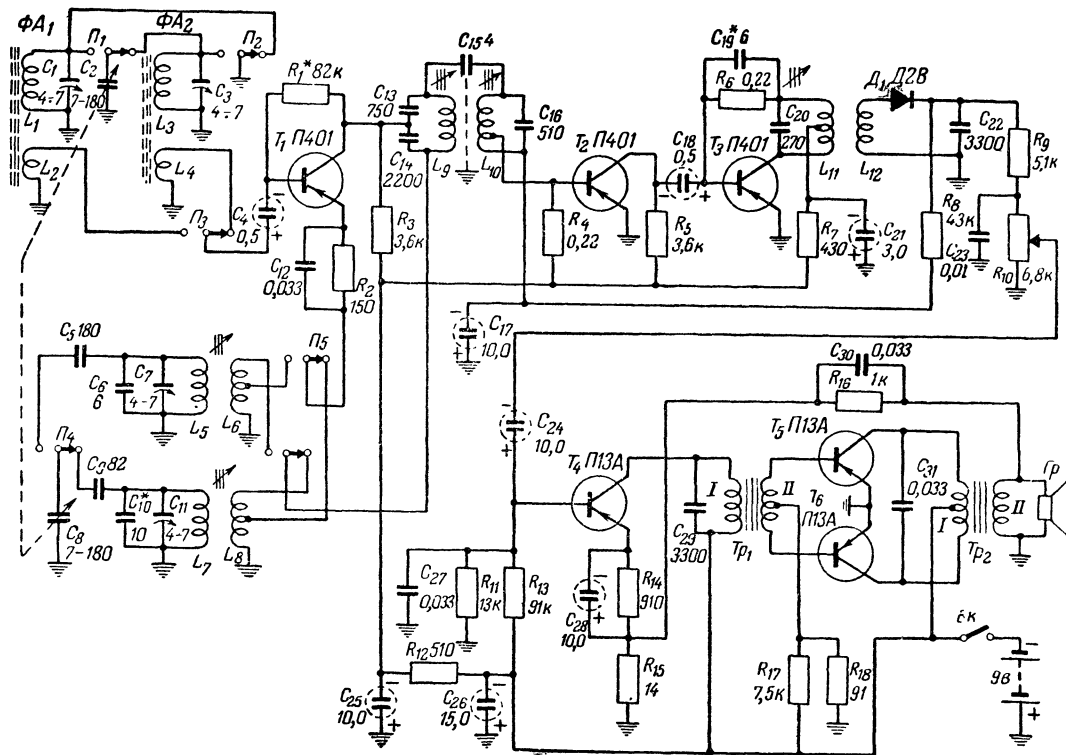 ФА1
ФА2
П1
П2
C1
4-7
C2
7-180
L1
L3
C3
4-7
L2
L4
П3
C4
0,5
R1* 82к
T1 П401
C12
0,033
R2
150
C13
750
C14
2200
R3
3,6к
C15 4
L9
L10
C16
510
T2 П401
R4
0,22
R5
3,6к
C17
10,0
C18
0,5
C19* 6
R6 0,22
T3 П401
C20
270
L11
L12
R7
430
C21
3,0
Д1 Д2В
C22
3300
R8
43к
R9
5,1к
C23
0,01
R10
6,8к
C5 180
C6
6
C7
4-7
L5
L6
П5
П4
C9 82
C8
7-180
C10*
10
C11
4-7
L7
L8
C24
10,0
T4 П13А
C27
0,033
R11
13к
R13
91к
R12 510
C25
10,0
C26
15,0
C28
10,0
R14
910
R15
14
C29
3300
I
II
Тр1
C30
0,033
R16
1к
T5 П13А
T6
П13А
R17
7,5к
R18
91
C31
0,033
I
II
Тр2
Гр
Вк
9в